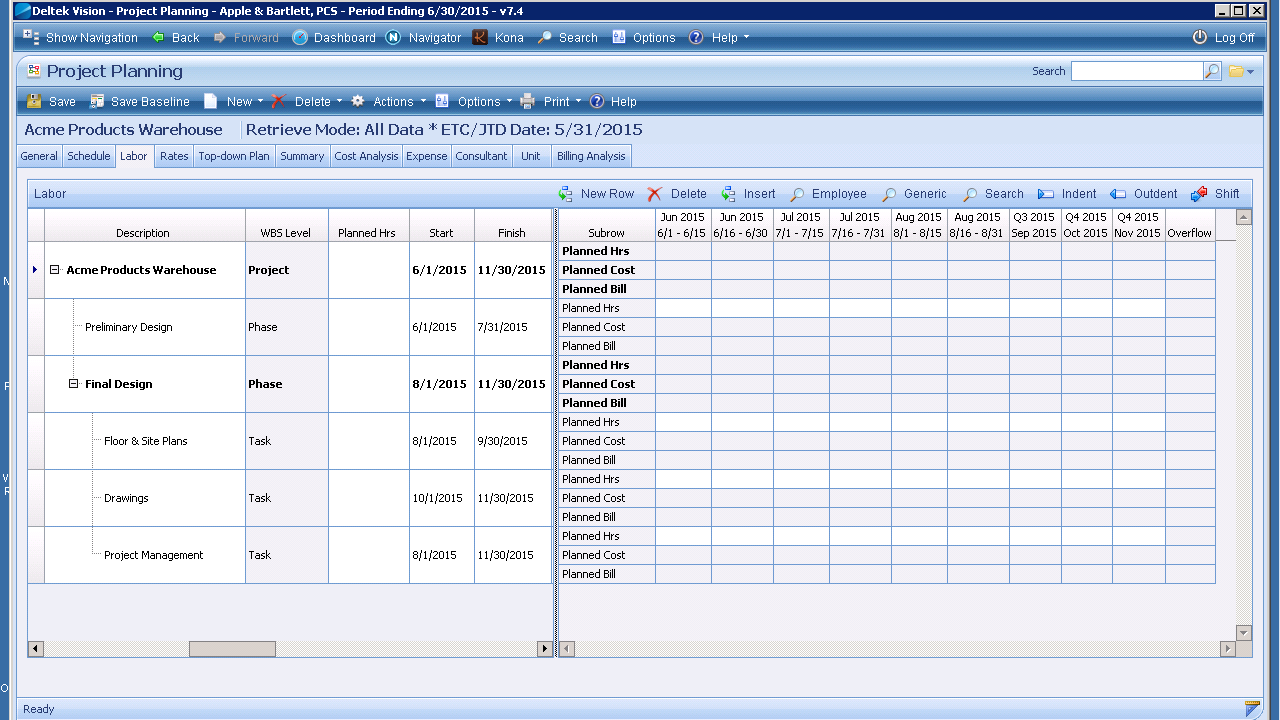 Deltek Vision - Project Planning - Apple & Bartlett, PCS - Period Ending 6/30/2015 - v7.4
Show Navigation Back Forward Dashboard Navigator Kona Search Options Help Log Off
Project Planning Search
Save Save Baseline New Delete Actions Options Print Help
Acme Products Warehouse Retrieve Mode: All Data * ETC/JTD Date: 5/31/2015
General Schedule Labor Rates Top-down Plan Summary Cost Analysis Expense Consultant Unit Billing Analysis
Labor New Row Delete Insert Employee Generic Search Indent Outdent Shift
Jun 2015 Jun 2015 Jul 2015 Jul 2015 Aug 2015 Aug 2015 Q3 2015 Q4 2015 Q4 2015
Description WBS Level Planned Hrs Start Finish Subrow 6/1 - 6/15 6/16 - 6/30 7/1 - 7/15 7/16 - 7/31 8/1 - 8/15 8/16 - 8/31 Sep 2015 Oct 2015 Nov 2015 Overflow
Planned Hrs
Acme Products Warehouse Project 6/1/2015 11/30/2015 Planned Cost
Planned Bill
Planned Hrs
Preliminary Design Phase 6/1/2015 7/31/2015 Planned Cost
Planned Bill
Planned Hrs
Final Design Phase 8/1/2015 11/30/2015 Planned Cost
Planned Bill
Planned Hrs
Floor & Site Plans Task 8/1/2015 9/30/2015 Planned Cost
Planned Bill
Planned Hrs
Drawings Task 10/1/2015 11/30/2015 Planned Cost
Planned Bill
Planned Hrs
Project Management Task 8/1/2015 11/30/2015 Planned Cost
Planned Bill
Ready